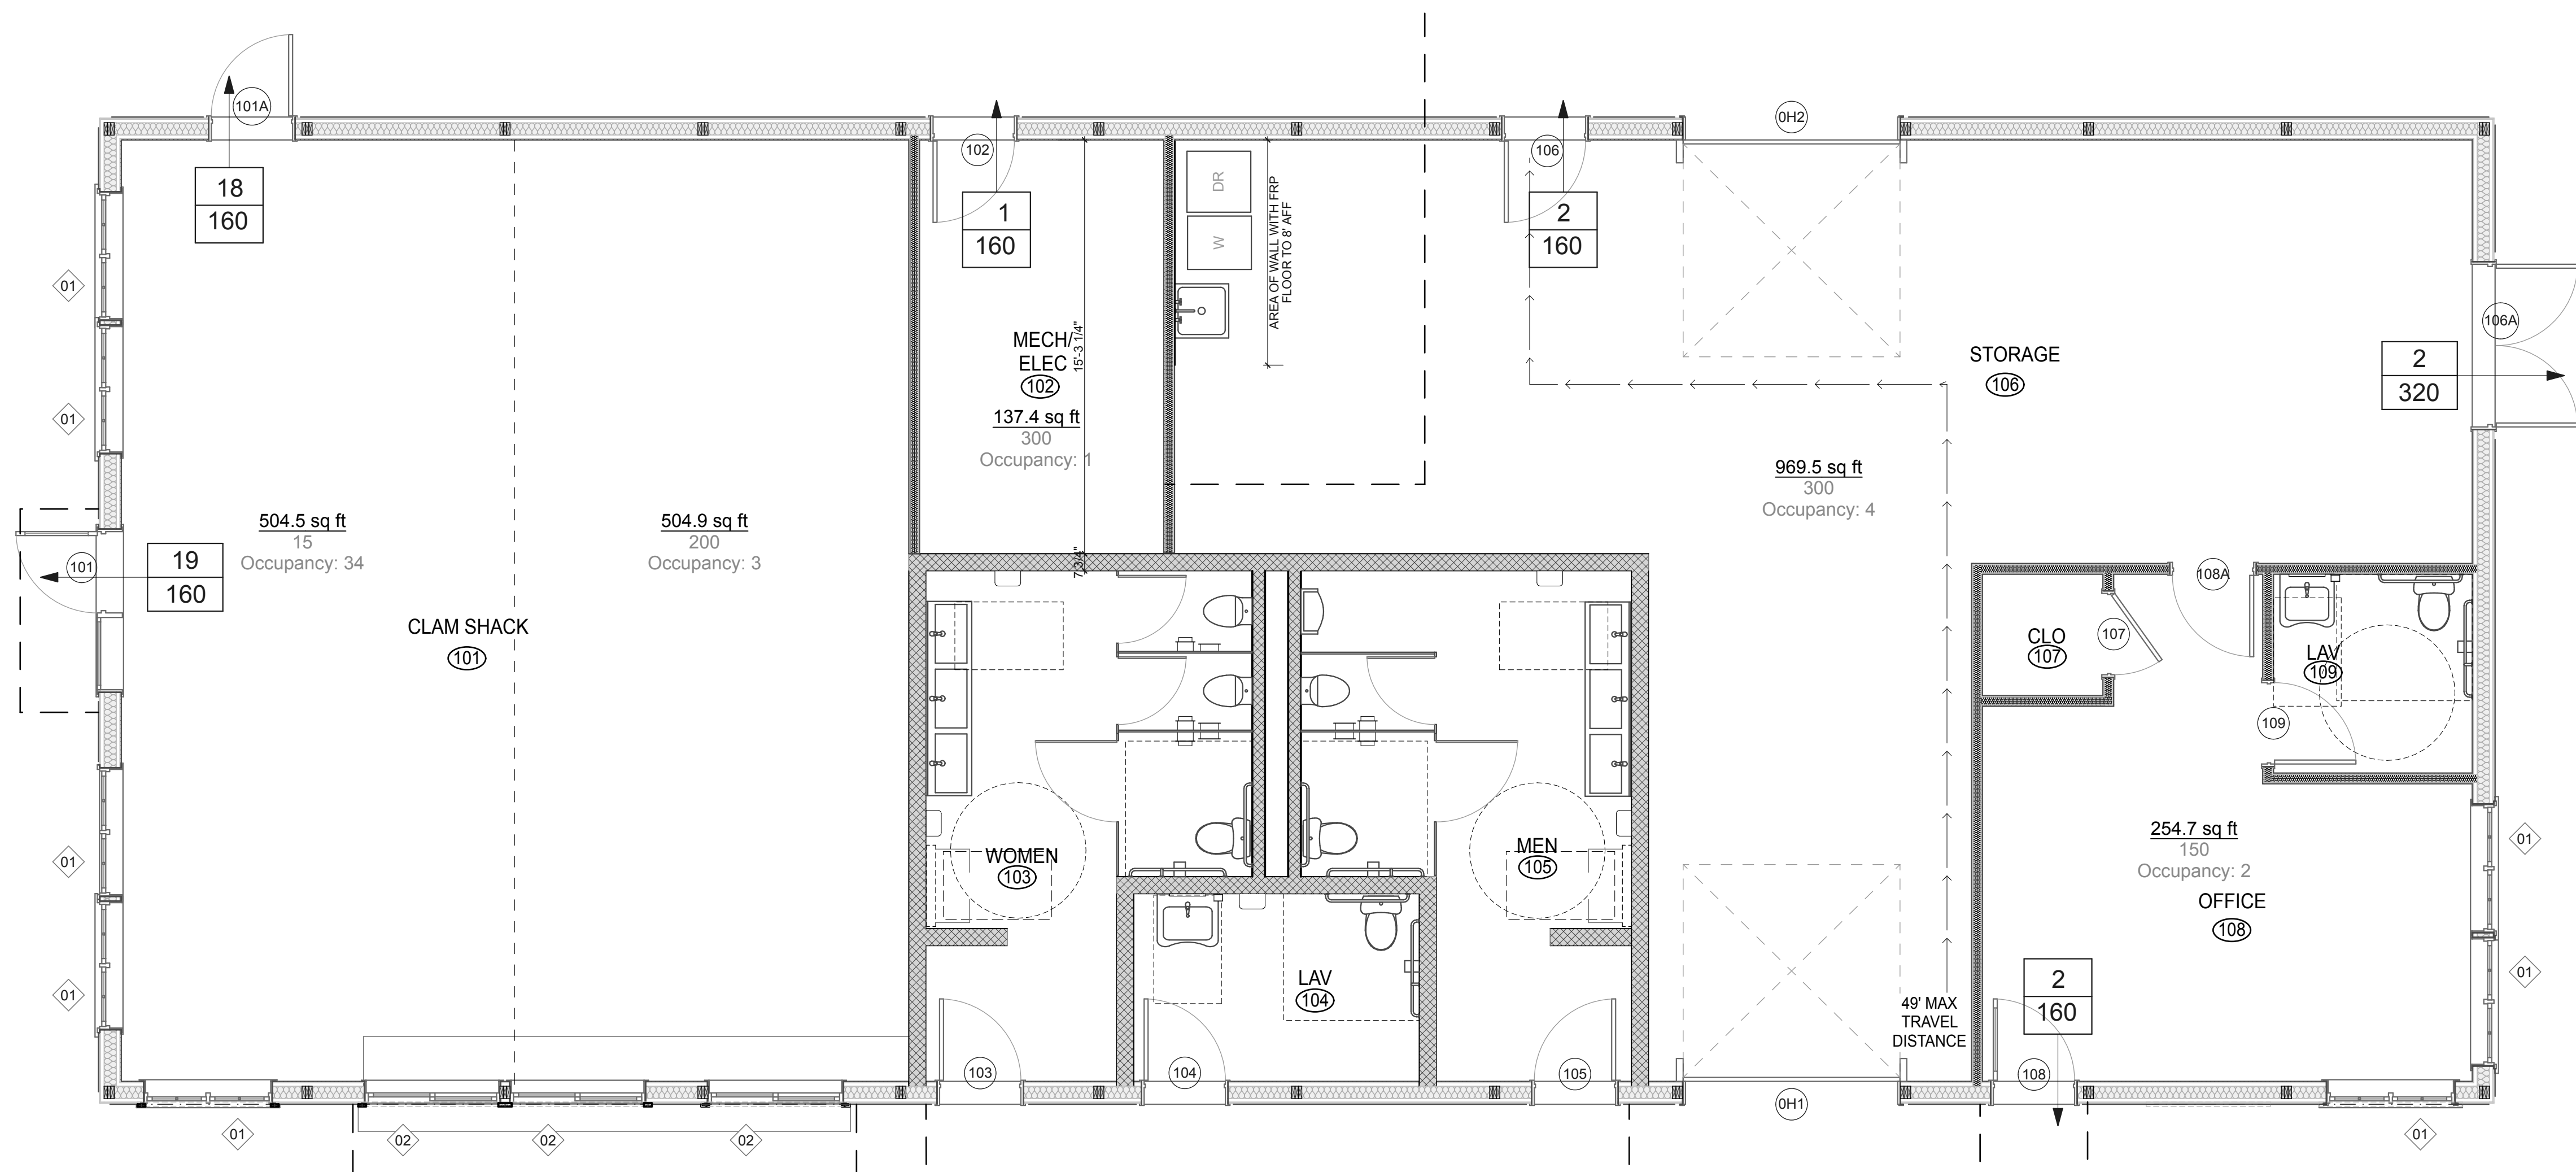 101A
102
106
0H2
18
160
1
160
2
160
DR
W
AREA OF WALL WITH FRP
FLOOR TO 8' AFF
01
01
106A
MECH/
ELEC
102
15'-3 1/4"
137.4 sq ft
300
Occupancy: 1
STORAGE
106
2
320
969.5 sq ft
300
Occupancy: 4
504.5 sq ft
15
Occupancy: 34
504.9 sq ft
200
Occupancy: 3
101
19
160
7 3/4"
CLAM SHACK
101
108A
CLO
107
107
LAV
109
109
WOMEN
103
MEN
105
254.7 sq ft
150
Occupancy: 2
OFFICE
108
01
01
01
01
LAV
104
2
160
49' MAX
TRAVEL
DISTANCE
103
104
105
108
0H1
01
02
02
02
01